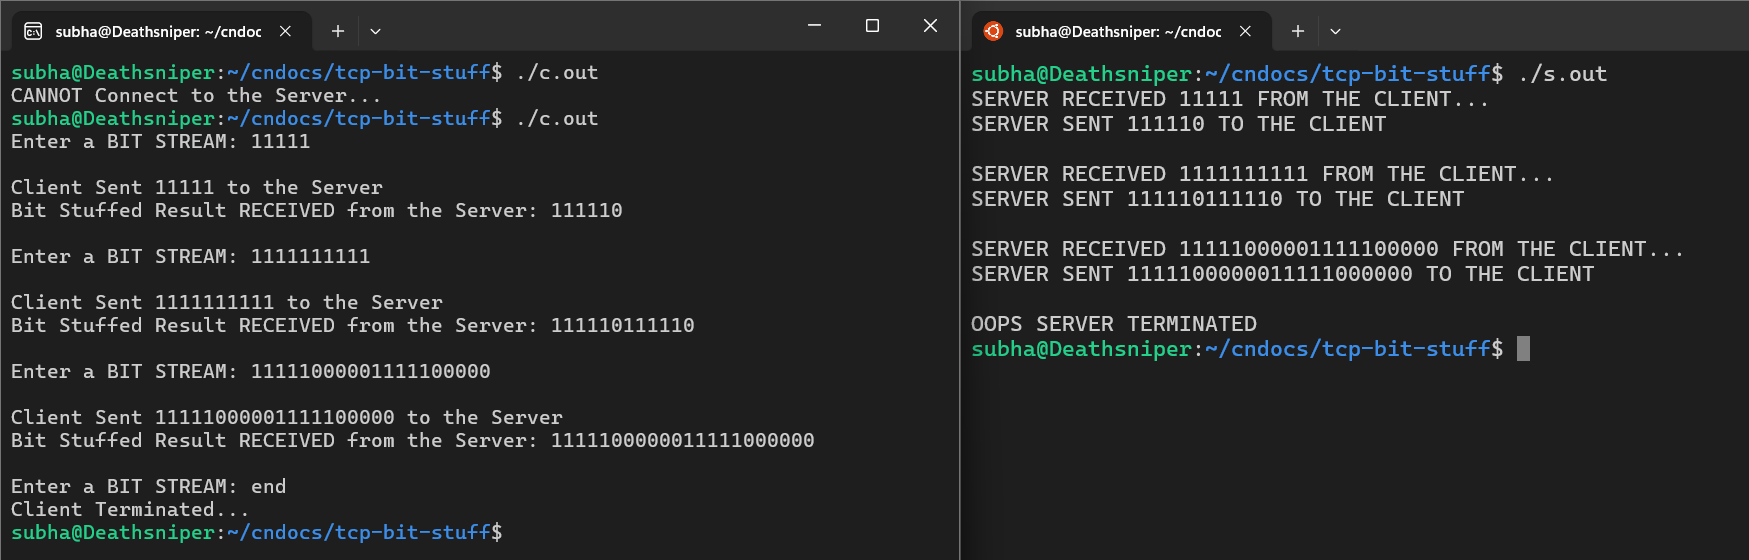 subha@Deathsniper: ~/cndoc
subha@Deathsniper:~/cndocs/tcp-bit-stuff$ ./c.out
CANNOT Connect to the Server...
subha@Deathsniper:~/cndocs/tcp-bit-stuff$ ./c.out
Enter a BIT STREAM: 11111
Client Sent 11111 to the Server
Bit Stuffed Result RECEIVED from the Server: 111110
Enter a BIT STREAM: 1111111111
Client Sent 1111111111 to the Server
Bit Stuffed Result RECEIVED from the Server: 111110111110
Enter a BIT STREAM: 11111000001111100000
Client Sent 11111000001111100000 to the Server
Bit Stuffed Result RECEIVED from the Server: 1111100000011111000000
Enter a BIT STREAM: end
Client Terminated...
subha@Deathsniper:~/cndocs/tcp-bit-stuff$
subha@Deathsniper: ~/cndoc
subha@Deathsniper:~/cndocs/tcp-bit-stuff$ ./s.out
SERVER RECEIVED 11111 FROM THE CLIENT...
SERVER SENT 111110 TO THE CLIENT
SERVER RECEIVED 1111111111 FROM THE CLIENT...
SERVER SENT 111110111110 TO THE CLIENT
SERVER RECEIVED 11111000001111100000 FROM THE CLIENT...
SERVER SENT 1111100000011111000000 TO THE CLIENT
OOPS SERVER TERMINATED
subha@Deathsniper:~/cndocs/tcp-bit-stuff$